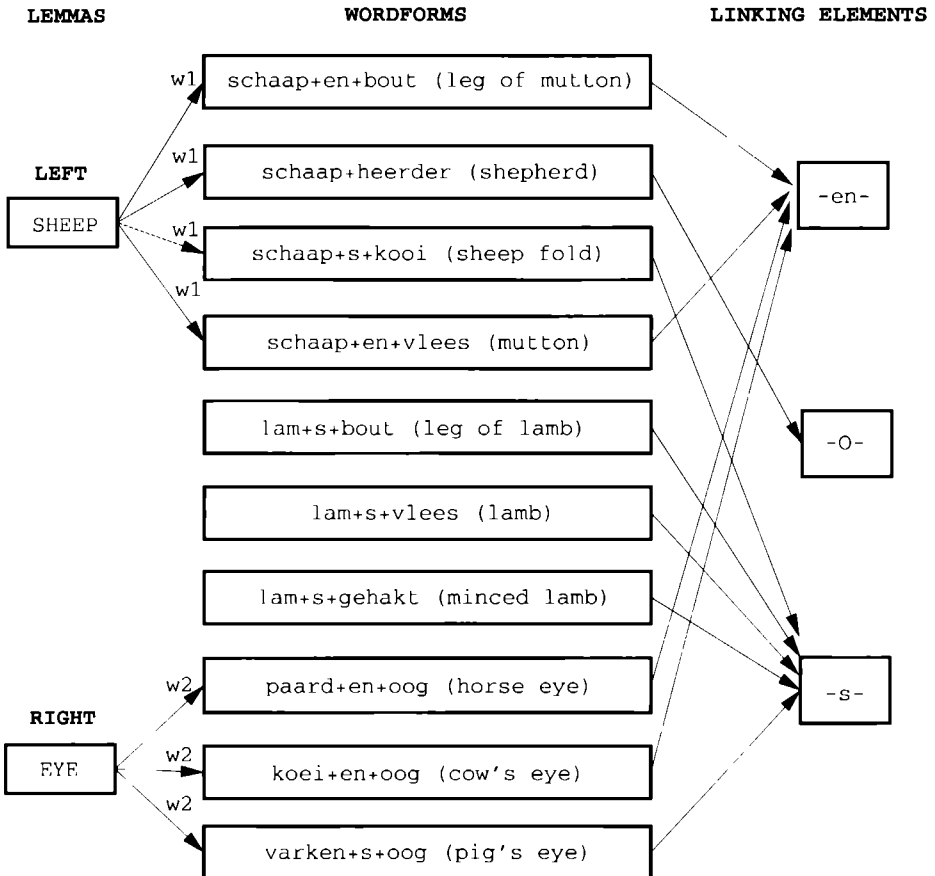 LEMMAS WORDFORMS LINKING ELEMENTS
w1 schaap+en+bout (leg of mutton)
w1 schaap+heerder (shepherd)
LEFT
-en-
SHEEP
w1 schaap+s+kooi (sheep fold)
w1 schaap+en+vlees (mutton)
lam+s+bout (leg of lamb)
-O-
lam+s+vlees (lamb)
lam+s+gehakt (minced lamb)
w2 paard+en+oog (horse eye)
-s-
RIGHT
EYE
w2 koei+en+oog (cow's eye)
w2 varken+s+oog (pig's eye)